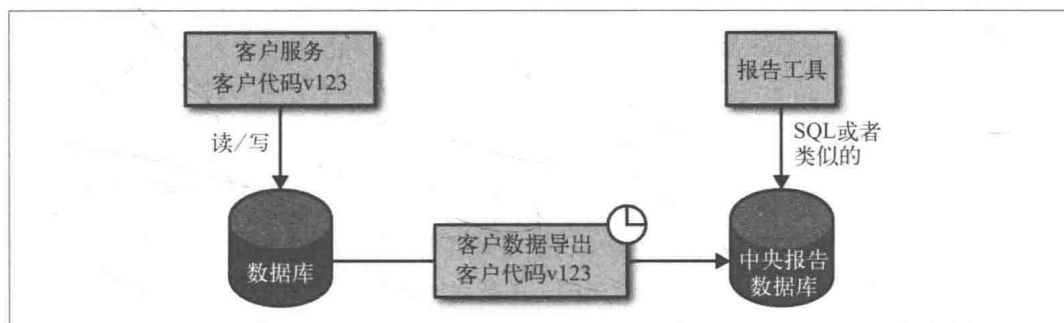 客户服务
客户代码v123
报告工具
读／写
SQL或者
类似的
数据库
客户数据导出
客户代码v123
中央报告
数据库